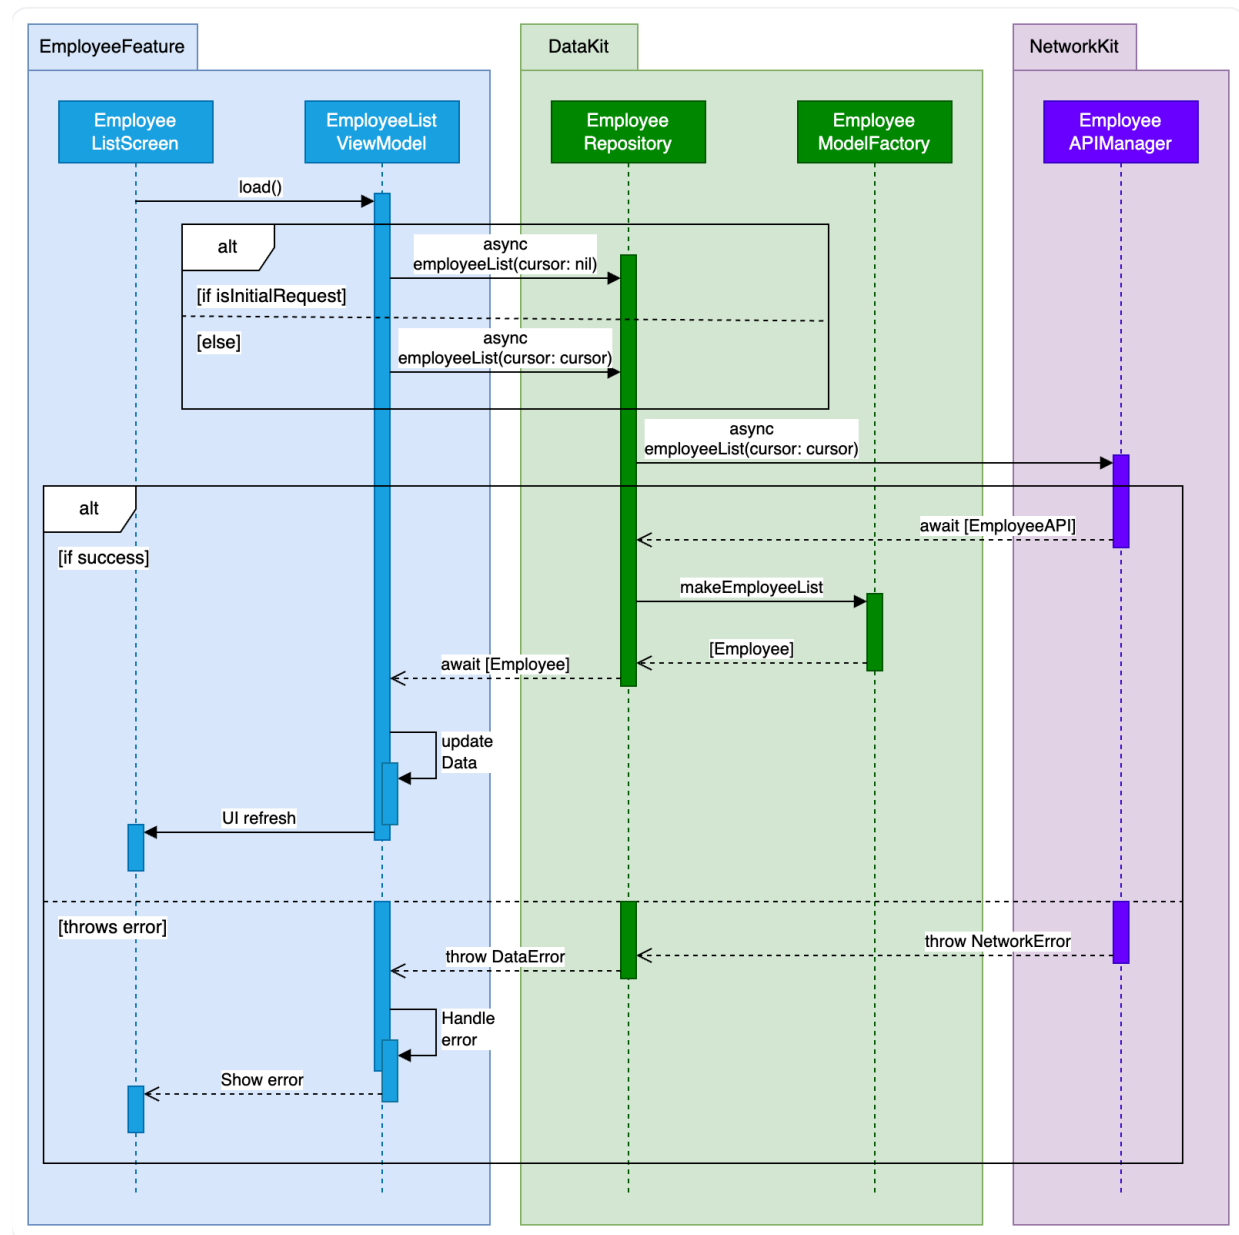 EmployeeFeature
DataKit
NetworkKit
Employee
ListScreen
EmployeeList
ViewModel
Employee
Repository
Employee
ModelFactory
Employee
APIManager
load()
alt
async
employeeList(cursor: nil)
[if isInitialRequest]
[else]
async
employeeList(cursor: cursor)
async
employeeList(cursor: cursor)
alt
await [EmployeeAPI]
[if success]
makeEmployeeList
[Employee]
await [Employee]
update
Data
UI refresh
[throws error]
throw NetworkError
throw DataError
Handle
error
Show error